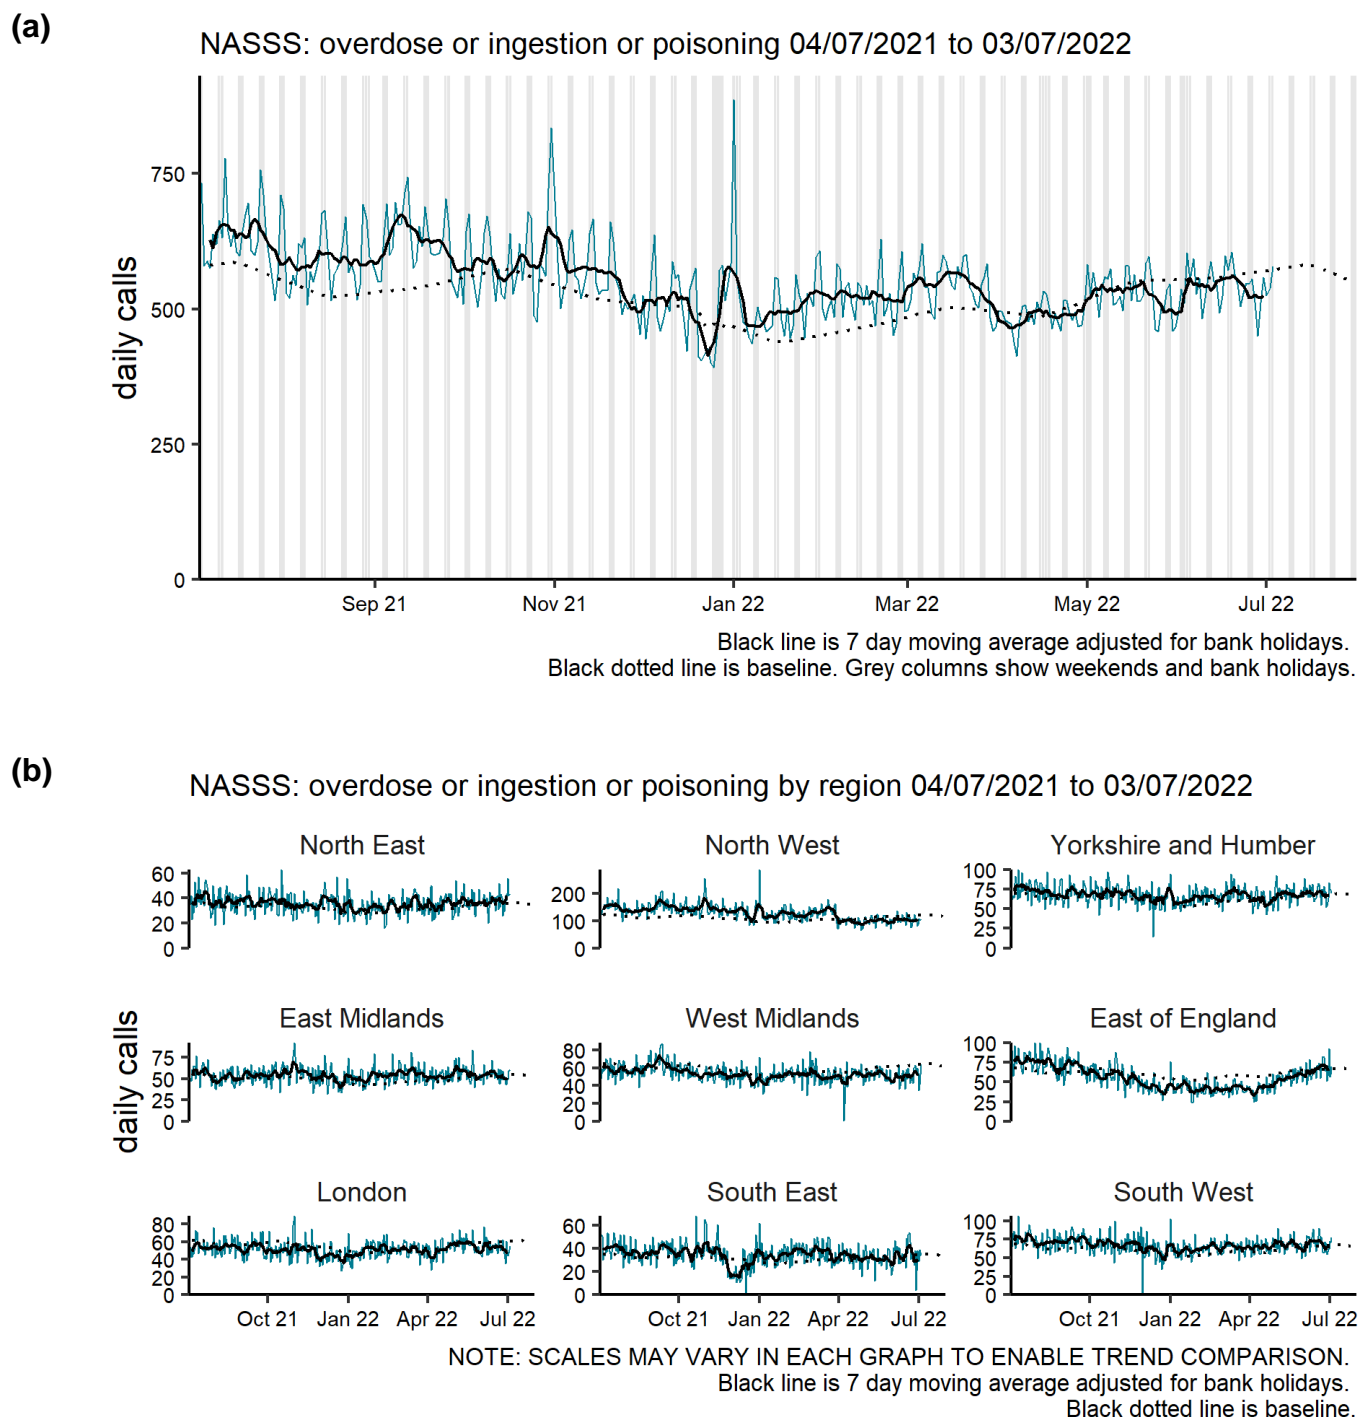 (a)
NASSS: overdose or ingestion or poisoning 04/07/2021 to 03/07/2022
daily calls
750
500
250
0
Sep 21 Nov 21 Jan 22 Mar 22 May 22 Jul 22
Black line is 7 day moving average adjusted for bank holidays.
Black dotted line is baseline. Grey columns show weekends and bank holidays.
(b)
NASSS: overdose or ingestion or poisoning by region 04/07/2021 to 03/07/2022
daily calls
North East
60
40
20
0
North West
200
100
0
Yorkshire and Humber
100
75
50
25
0
East Midlands
75
50
25
0
West Midlands
80
60
40
20
0
East of England
100
75
50
25
0
London
80
60
40
20
0
Oct 21 Jan 22 Apr 22 Jul 22
South East
60
40
20
0
Oct 21 Jan 22 Apr 22 Jul 22
South West
100
75
50
25
0
Oct 21 Jan 22 Apr 22 Jul 22
NOTE: SCALES MAY VARY IN EACH GRAPH TO ENABLE TREND COMPARISON.
Black line is 7 day moving average adjusted for bank holidays.
Black dotted line is baseline.